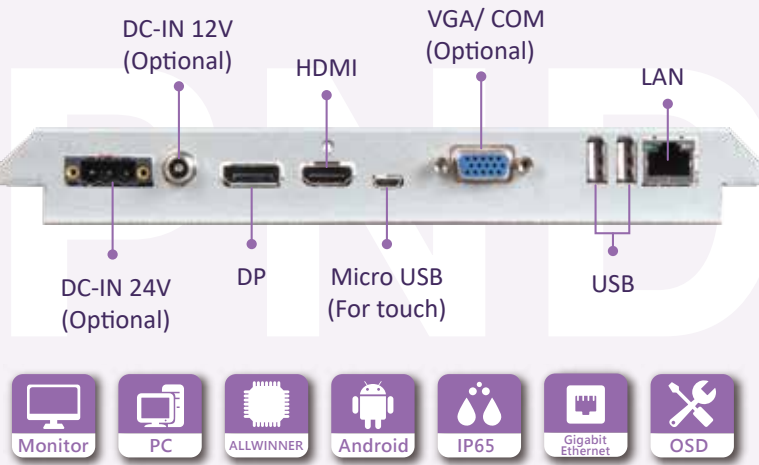 PND
DC-IN 12V
(Optional)
HDMI
VGA/ COM
(Optional)
LAN
DC-IN 24V
(Optional)
DP
Micro USB
(For touch)
USB
Monitor
PC
ALLWINNER
Android
IP65
Gigabit
Ethernet
OSD